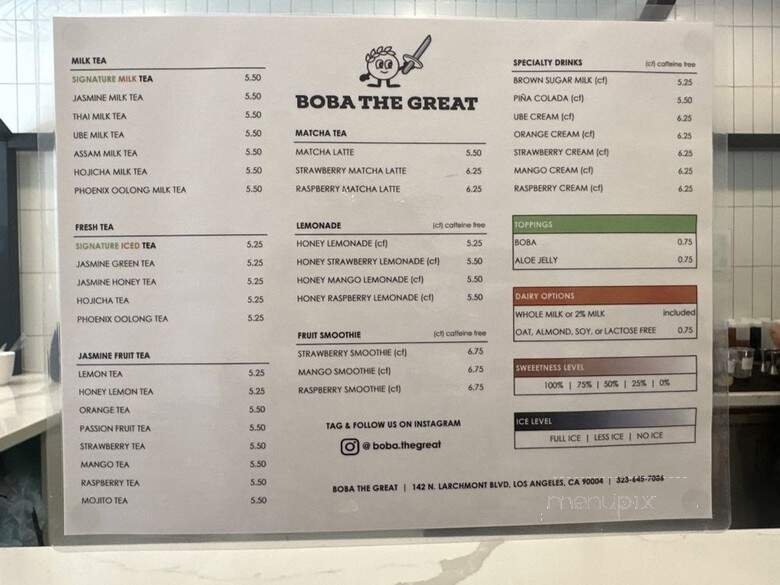 MILK TEA
SIGNATURE MILK TEA 5.50
JASMINE MILK TEA 5.50
THAI MILK TEA 5.50
UBE MILK TEA 5.50
ASSAM MILK TEA 5.50
HOJICHA MILK TEA 5.50
PHOENIX OOLONG MILK TEA 5.50
FRESH TEA
SIGNATURE ICED TEA 5.25
JASMINE GREEN TEA 5.25
JASMINE HONEY TEA 5.25
HOJICHA TEA 5.25
PHOENIX OOLONG TEA 5.25
JASMINE FRUIT TEA
LEMON TEA 5.25
HONEY LEMON TEA 5.25
ORANGE TEA 5.50
PASSION FRUIT TEA 5.50
STRAWBERRY TEA 5.50
MANGO TEA 5.50
RASPBERRY TEA 5.50
MOJITO TEA 5.50
BOBA THE GREAT
MATCHA TEA
MATCHA LATTE 5.50
STRAWBERRY MATCHA LATTE 6.25
RASPBERRY MATCHA LATTE 6.25
LEMONADE (cf) caffeine free
HONEY LEMONADE (cf) 5.25
HONEY STRAWBERRY LEMONADE (cf) 5.50
HONEY MANGO LEMONADE (cf) 5.50
HONEY RASPBERRY LEMONADE (cf) 5.50
FRUIT SMOOTHIE (cf) caffeine free
STRAWBERRY SMOOTHIE (cf) 6.75
MANGO SMOOTHIE (cf) 6.75
RASPBERRY SMOOTHIE (cf) 6.75
TAG & FOLLOW US ON INSTAGRAM
@ boba.thegreat
SPECIALTY DRINKS (cf) caffeine free
BROWN SUGAR MILK (cf) 5.25
PIÑA COLADA (cf) 5.50
UBE CREAM (cf) 6.25
ORANGE CREAM (cf) 6.25
STRAWBERRY CREAM (cf) 6.25
MANGO CREAM (cf) 6.25
RASPBERRY CREAM (cf) 6.25
TOPPINGS
BOBA 0.75
ALOE JELLY 0.75
DAIRY OPTIONS
WHOLE MILK or 2% MILK included
OAT, ALMOND, SOY, or LACTOSE FREE 0.75
SWEEETNESS LEVEL
100% | 75% | 50% | 25% | 0%
ICE LEVEL
FULL ICE | LESS ICE | NO ICE
BOBA THE GREAT | 142 N. LARCHMONT BLVD, LOS ANGELES, CA 90004 | 323-645-7006
menupix